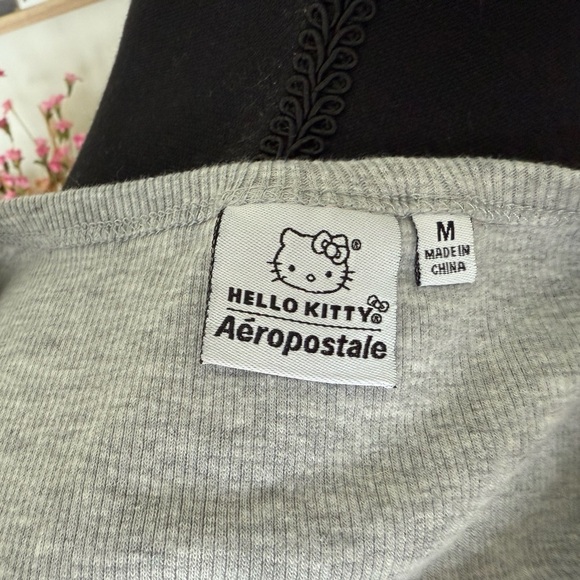 HELLO KITTY®
Aéropostale
M
MADE IN
CHINA